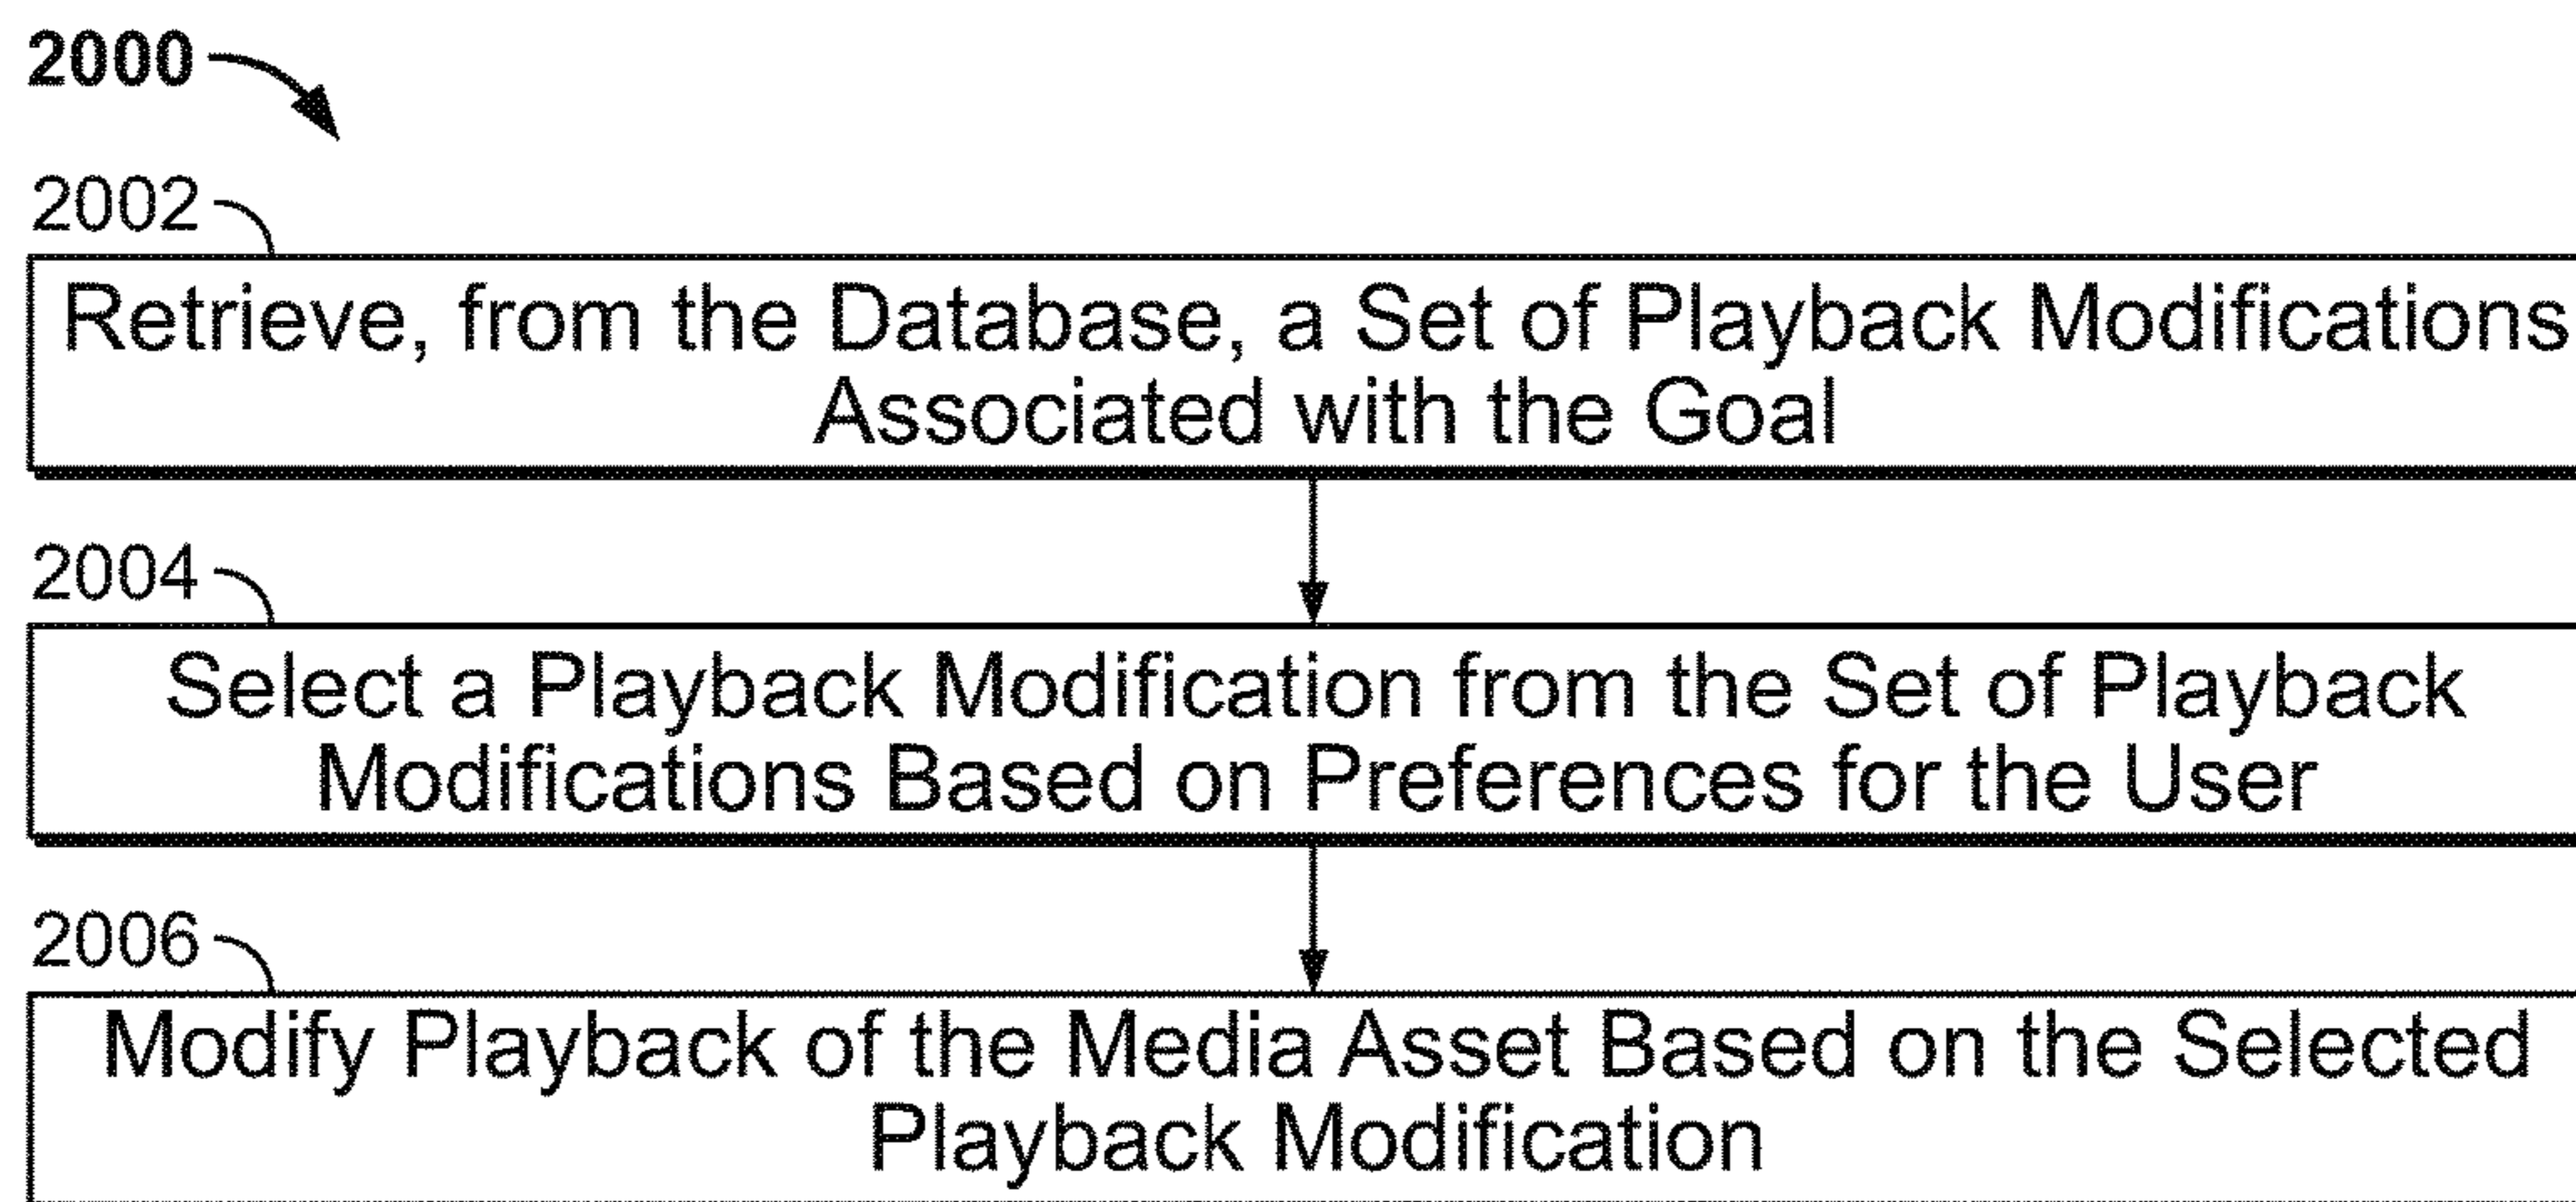 2000
2002
Retrieve, from the Database, a Set of Playback Modifications
Associated with the Goal
2004
Select a Playback Modification from the Set of Playback
Modifications Based on Preferences for the User
2006
Modify Playback of the Media Asset Based on the Selected
Playback Modification